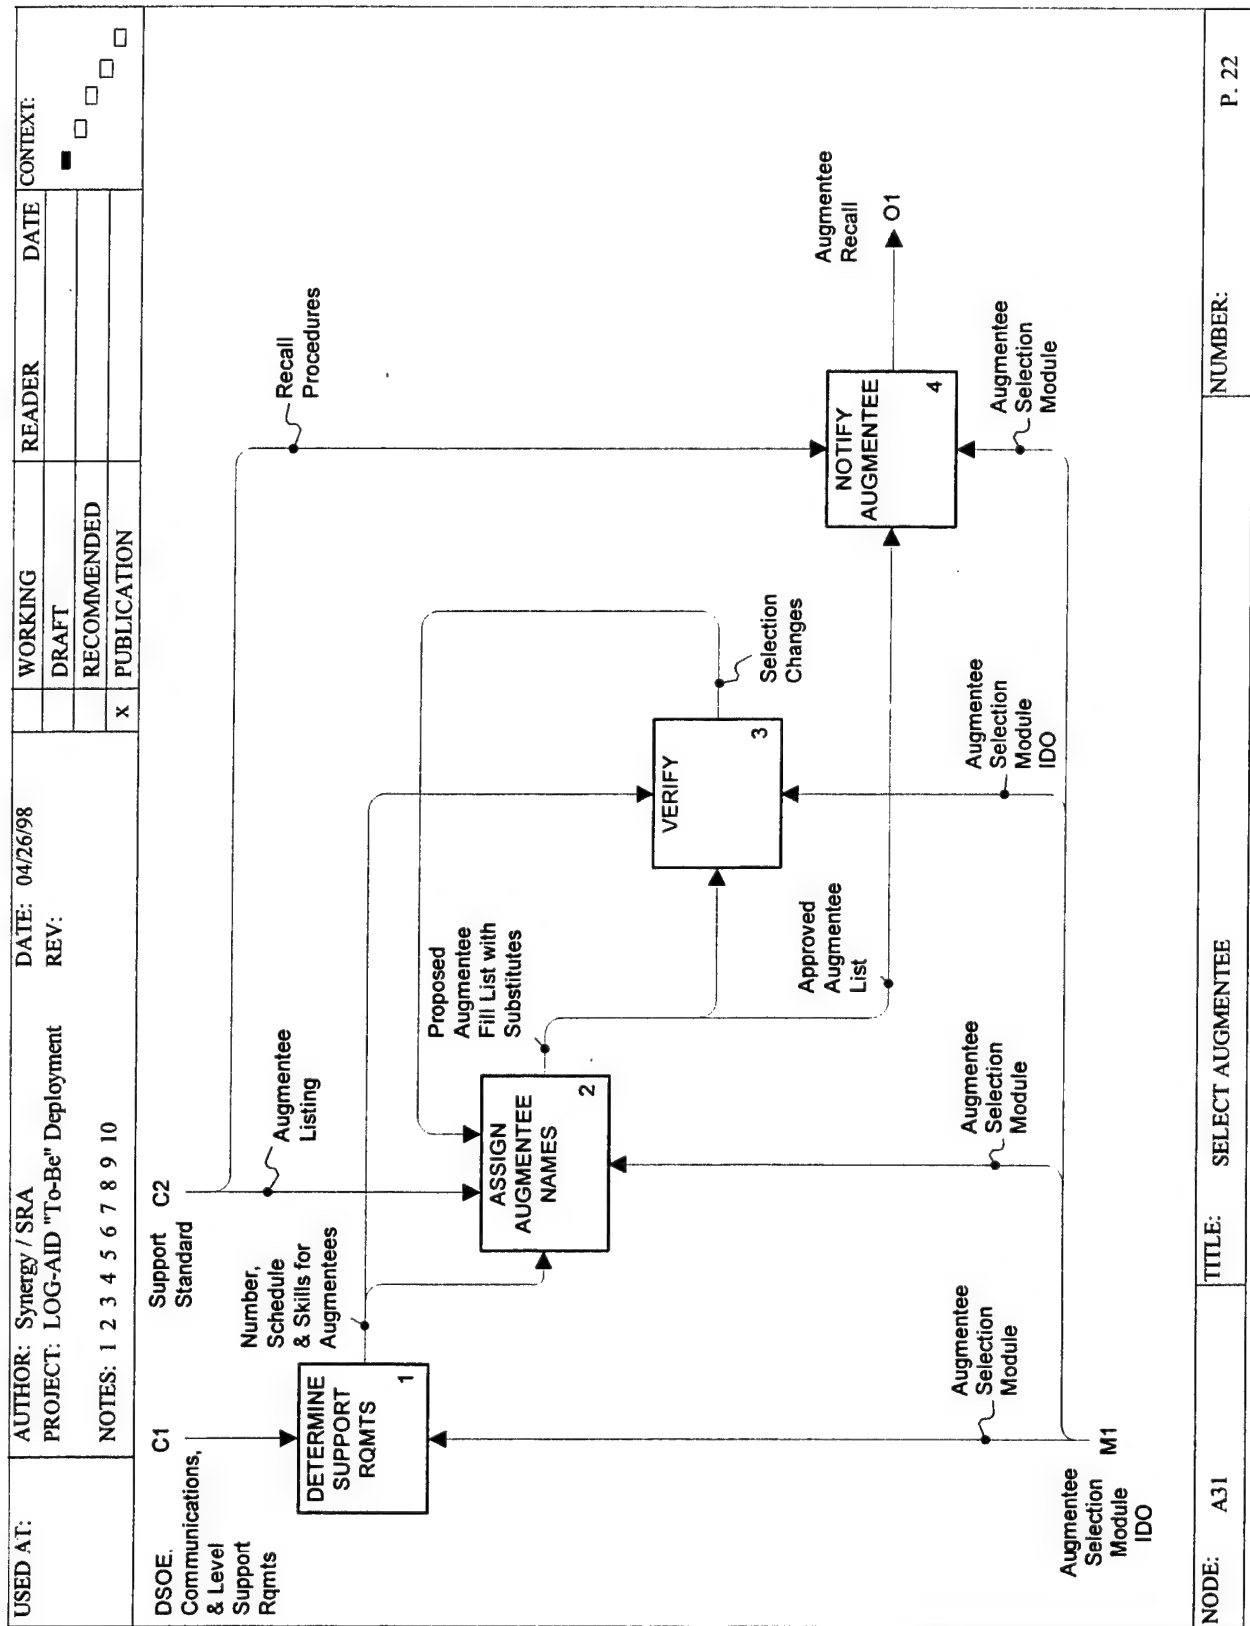 USED AT:
AUTHOR: Synergy / SRA
DATE: 04/26/98
PROJECT: LOG-AID "To-Be" Deployment
REV:
NOTES: 1 2 3 4 5 6 7 8 9 10
WORKING
DRAFT
RECOMMENDED
X PUBLICATION
READER
DATE
CONTEXT:
DSOE.
Communications,
& Level
Support
Rqmts
C1
Support
Standard
C2
Augmentee
Listing
Recall
Procedures
Number,
Schedule
& Skills for
Augmentees
DETERMINE
SUPPORT
RQMTS
1
ASSIGN
AUGMENTEE
NAMES
2
Proposed
Augmentee
Fill List with
Substitutes
VERIFY
3
Selection
Changes
Approved
Augmentee
List
NOTIFY
AUGMENTEE
4
Augmentee
Recall
O1
Augmentee
Selection
Module
Augmentee
Selection
Module
Augmentee
Selection
Module
IDO
Augmentee
Selection
Module
Augmentee
Selection
Module
IDO
M1
NODE:
A31
TITLE:
SELECT AUGMENTEE
NUMBER:
P. 22